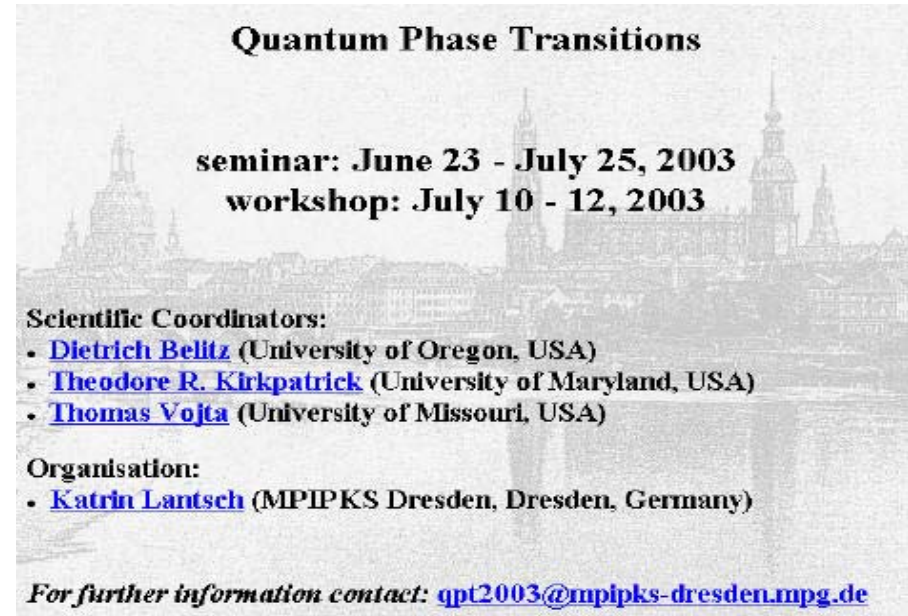 Quantum Phase Transitions
seminar: June 23 - July 25, 2003
workshop: July 10 - 12, 2003
Scientific Coordinators:
• Dietrich Belitz (University of Oregon, USA)
• Theodore R. Kirkpatrick (University of Maryland, USA)
• Thomas Vojta (University of Missouri, USA)
Organisation:
• Katrin Lantsch (MPIPKS Dresden, Dresden, Germany)
For further information contact: qpt2003@mpipks-dresden.mpg.de